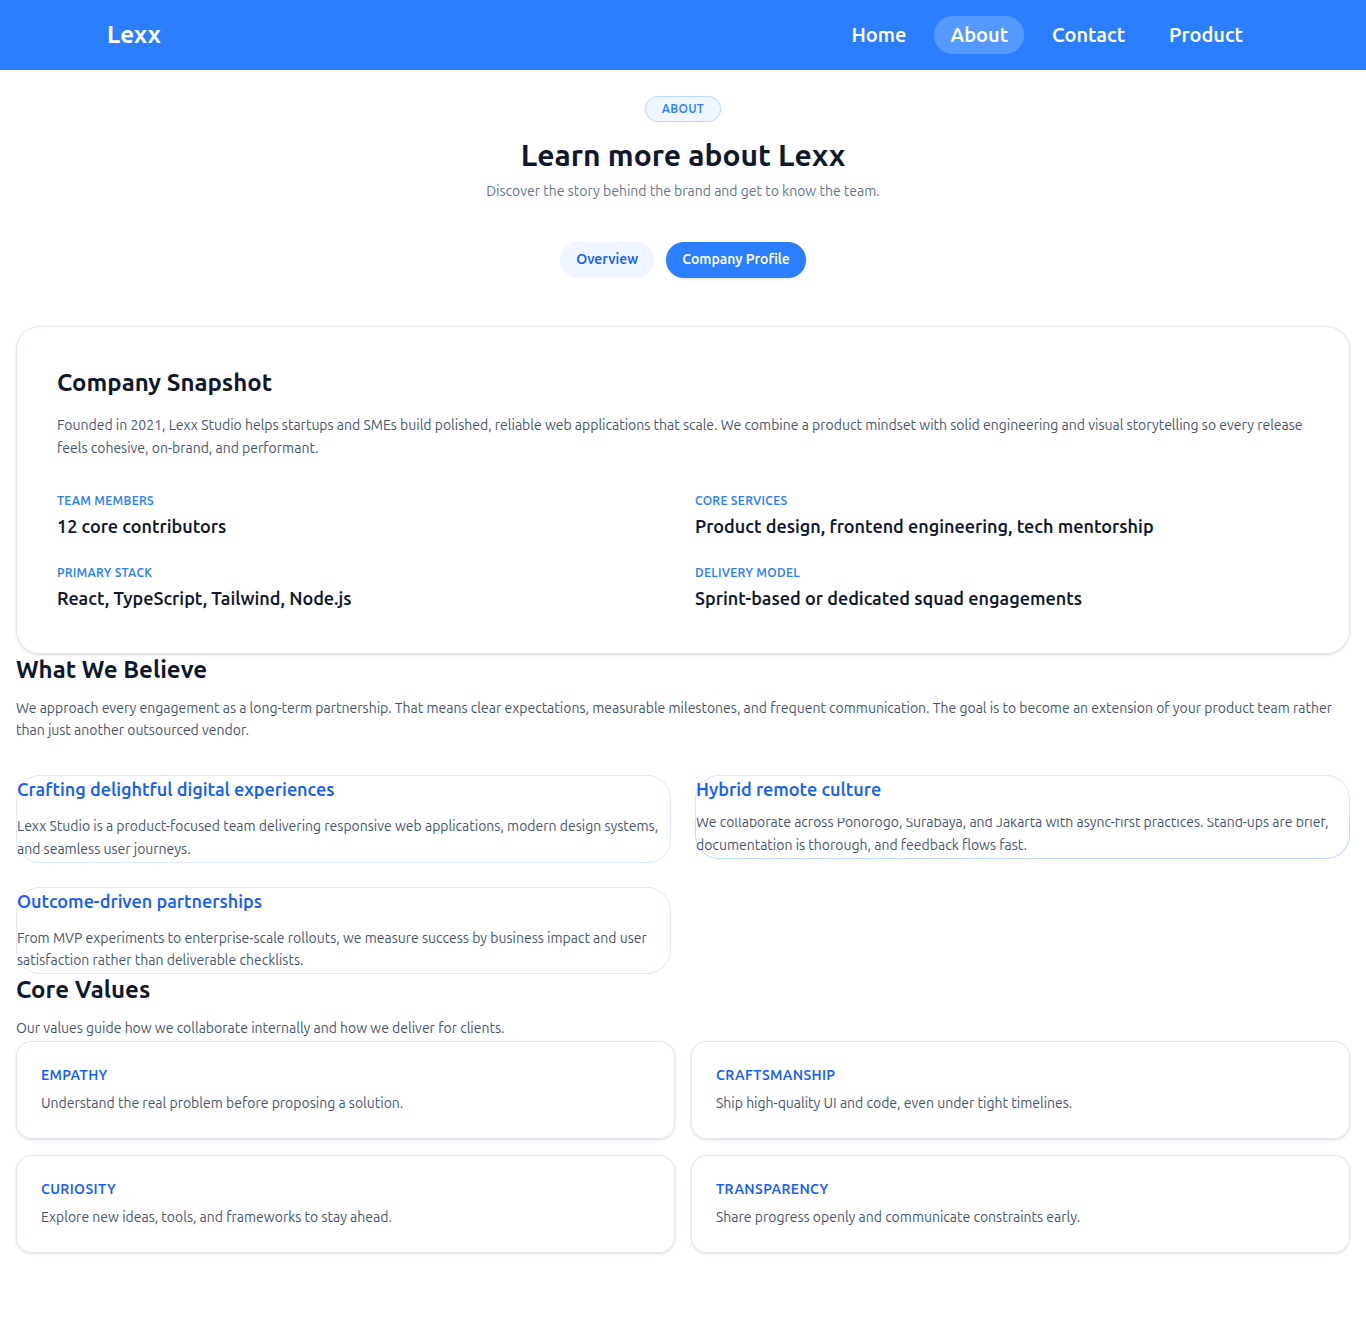 Lexx
Home
About
Contact
Product
ABOUT
Learn more about Lexx
Discover the story behind the brand and get to know the team.
Overview
Company Profile
Company Snapshot
Founded in 2021, Lexx Studio helps startups and SMEs build polished, reliable web applications that scale. We combine a product mindset with solid engineering and visual storytelling so every release
feels cohesive, on-brand, and performant.
TEAM MEMBERS
12 core contributors
CORE SERVICES
Product design, frontend engineering, tech mentorship
PRIMARY STACK
React, TypeScript, Tailwind, Node.js
DELIVERY MODEL
Sprint-based or dedicated squad engagements
What We Believe
We approach every engagement as a long-term partnership. That means clear expectations, measurable milestones, and frequent communication. The goal is to become an extension of your product team rather
than just another outsourced vendor.
Crafting delightful digital experiences
Lexx Studio is a product-focused team delivering responsive web applications, modern design systems,
and seamless user journeys.
Hybrid remote culture
We collaborate across Ponorogo, Surabaya, and Jakarta with async-first practices. Stand-ups are brief,
documentation is thorough, and feedback flows fast.
Outcome-driven partnerships
From MVP experiments to enterprise-scale rollouts, we measure success by business impact and user
satisfaction rather than deliverable checklists.
Core Values
Our values guide how we collaborate internally and how we deliver for clients.
EMPATHY
Understand the real problem before proposing a solution.
CRAFTSMANSHIP
Ship high-quality UI and code, even under tight timelines.
CURIOSITY
Explore new ideas, tools, and frameworks to stay ahead.
TRANSPARENCY
Share progress openly and communicate constraints early.